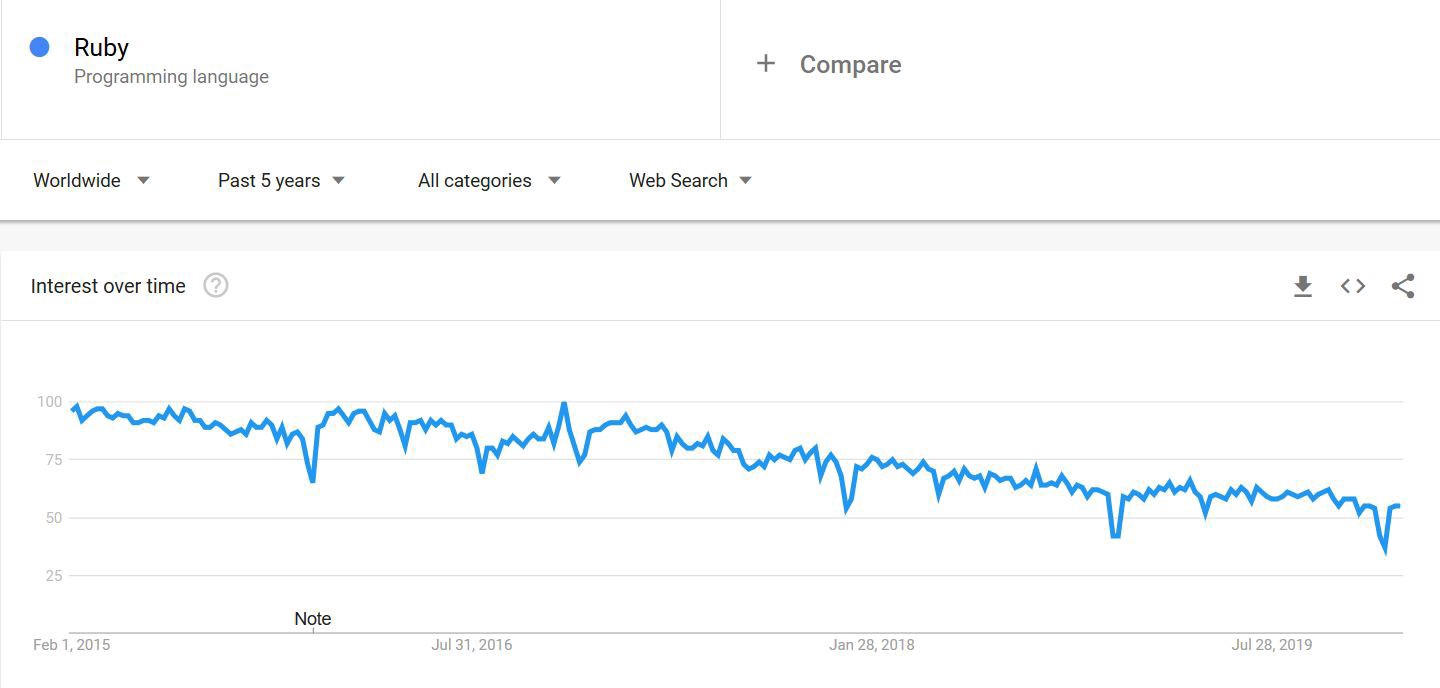 Ruby
Programming language
+ Compare
Worldwide Past 5 years All categories Web Search
Interest over time ?
100
75
50
25
Note
Feb 1, 2015 Jul 31, 2016 Jan 28, 2018 Jul 28, 2019